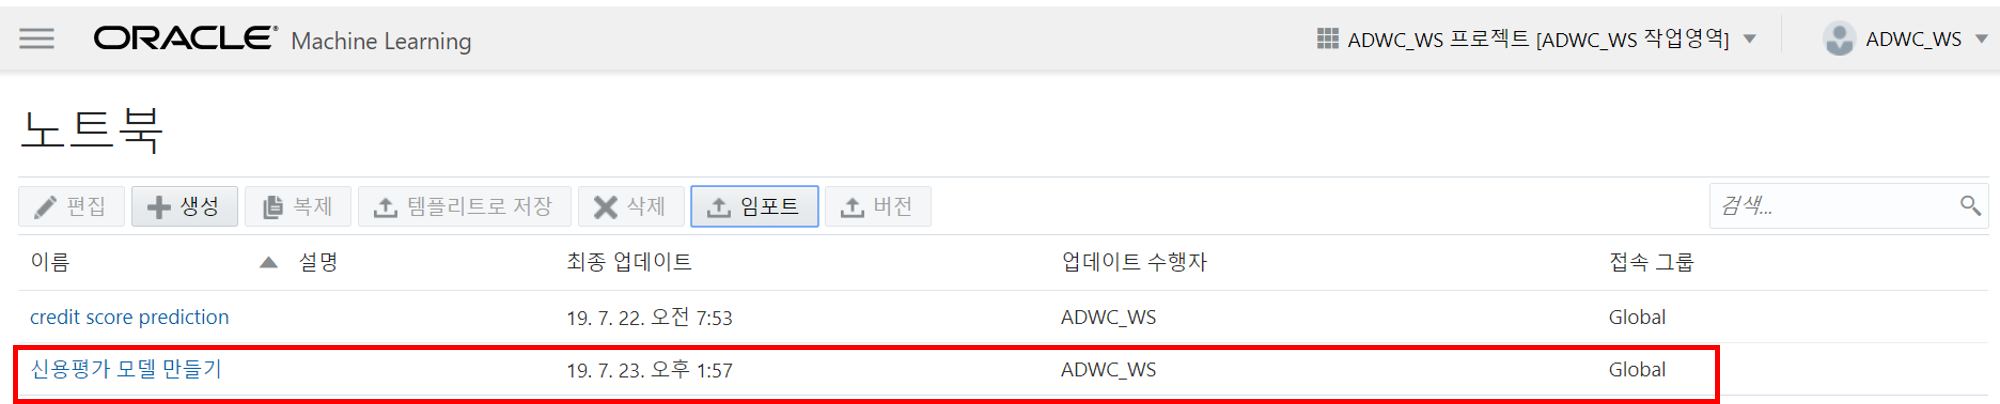 ORACLE® Machine Learning ADWC_WS 프로젝트 [ADWC_WS 작업영역] ADWC_WS
노트북
편집 생성 복제 템플리트로 저장 삭제 임포트 버전 검색...
이름 설명 최종 업데이트 업데이트 수행자 접속 그룹
credit score prediction 19. 7. 22. 오전 7:53 ADWC_WS Global
신용평가 모델 만들기 19. 7. 23. 오후 1:57 ADWC_WS Global